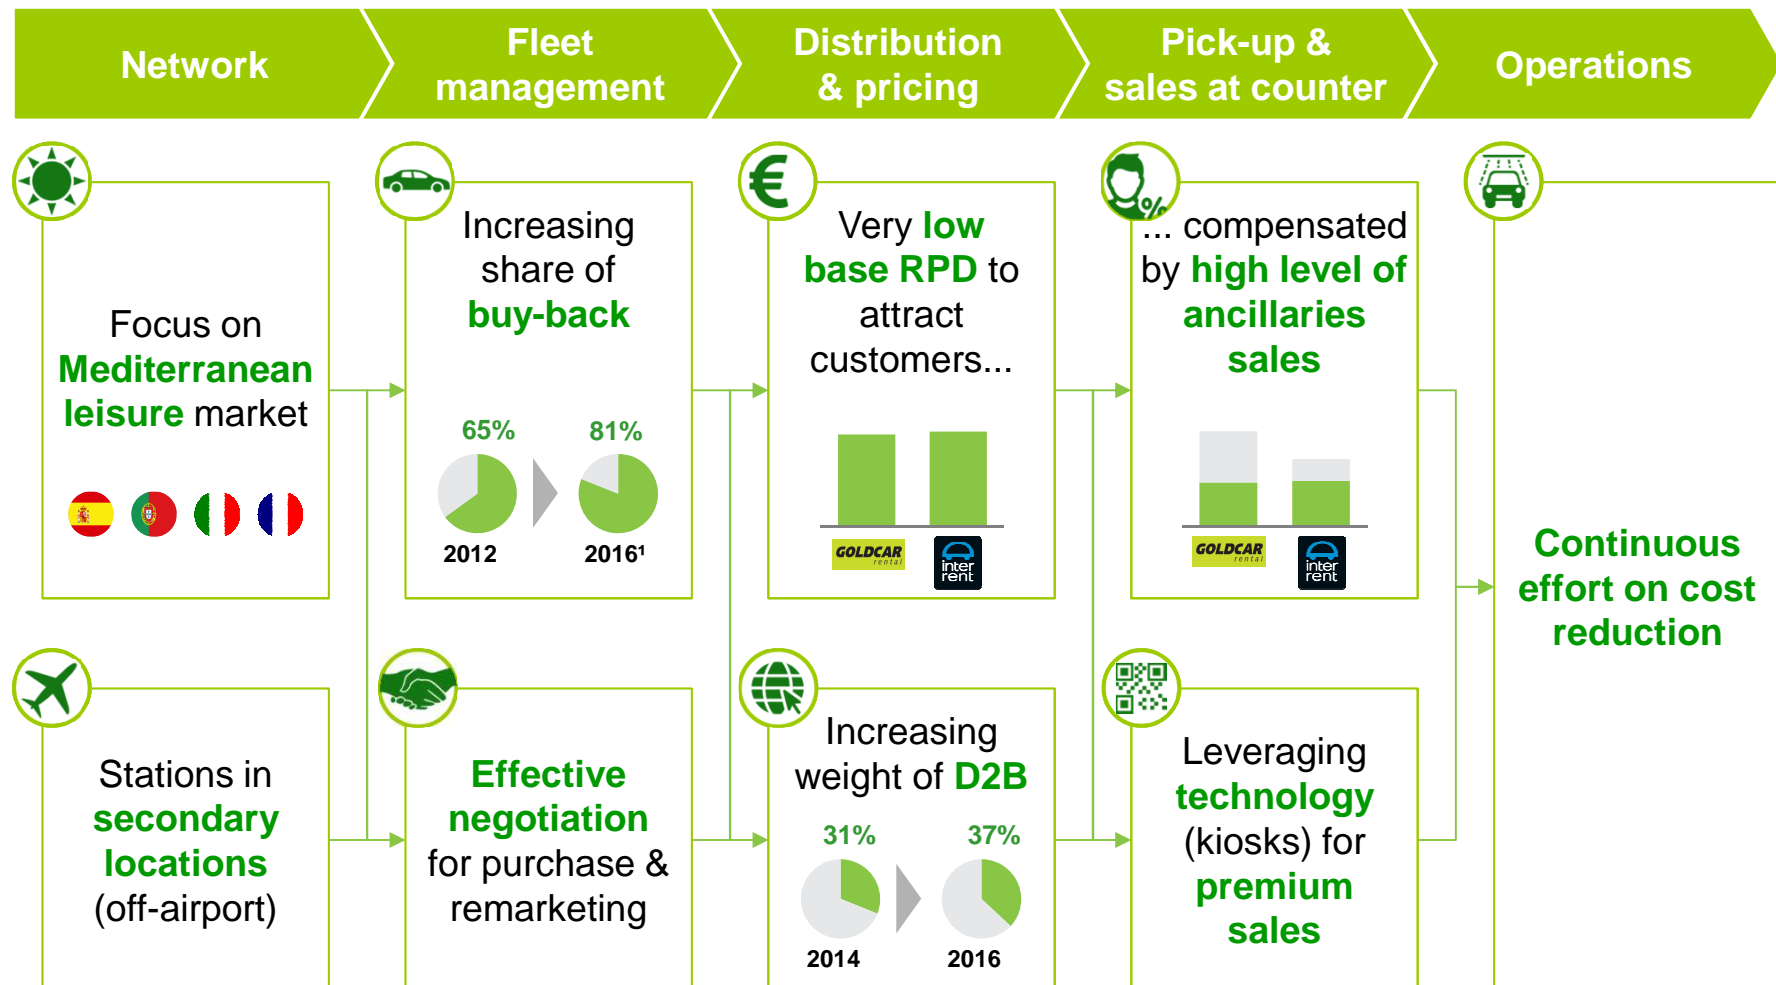 Network
Fleet
management
Distribution
& pricing
Pick-up &
sales at counter
Operations
Focus on
Mediterranean
leisure market
Increasing
share of
buy-back
65%
81%
2012
2016¹
Very low
base RPD to
attract
customers...
GOLDCAR
rental
inter
rent
%
... compensated
by high level of
ancillaries
sales
GOLDCAR
rental
inter
rent
Continuous
effort on cost
reduction
Stations in
secondary
locations
(off-airport)
Effective
negotiation
for purchase &
remarketing
Increasing
weight of D2B
31%
37%
2014
2016
Leveraging
technology
(kiosks) for
premium
sales